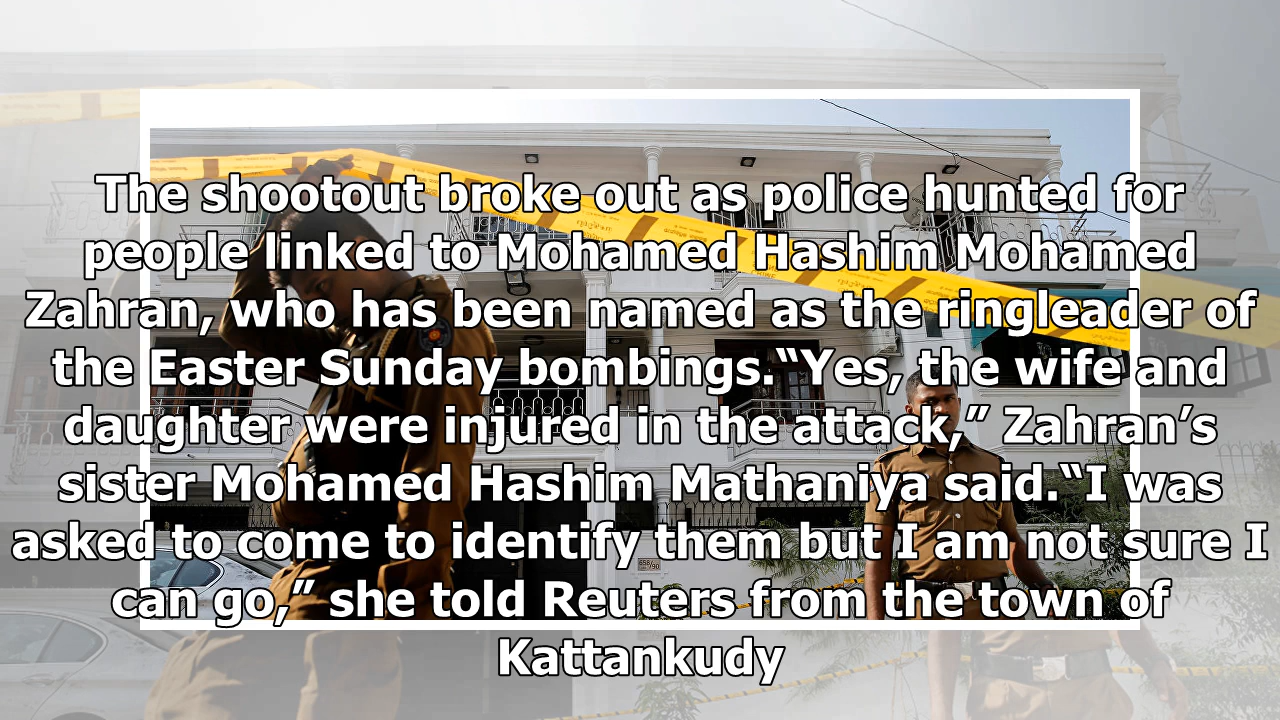 The shootout broke out as police hunted for
people linked to Mohamed Hashim Mohamed
Zahran, who has been named as the ringleader of
the Easter Sunday bombings.“Yes, the wife and
daughter were injured in the attack,” Zahran’s
sister Mohamed Hashim Mathaniya said.“I was
asked to come to identify them but I am not sure I
can go,” she told Reuters from the town of
Kattankudy